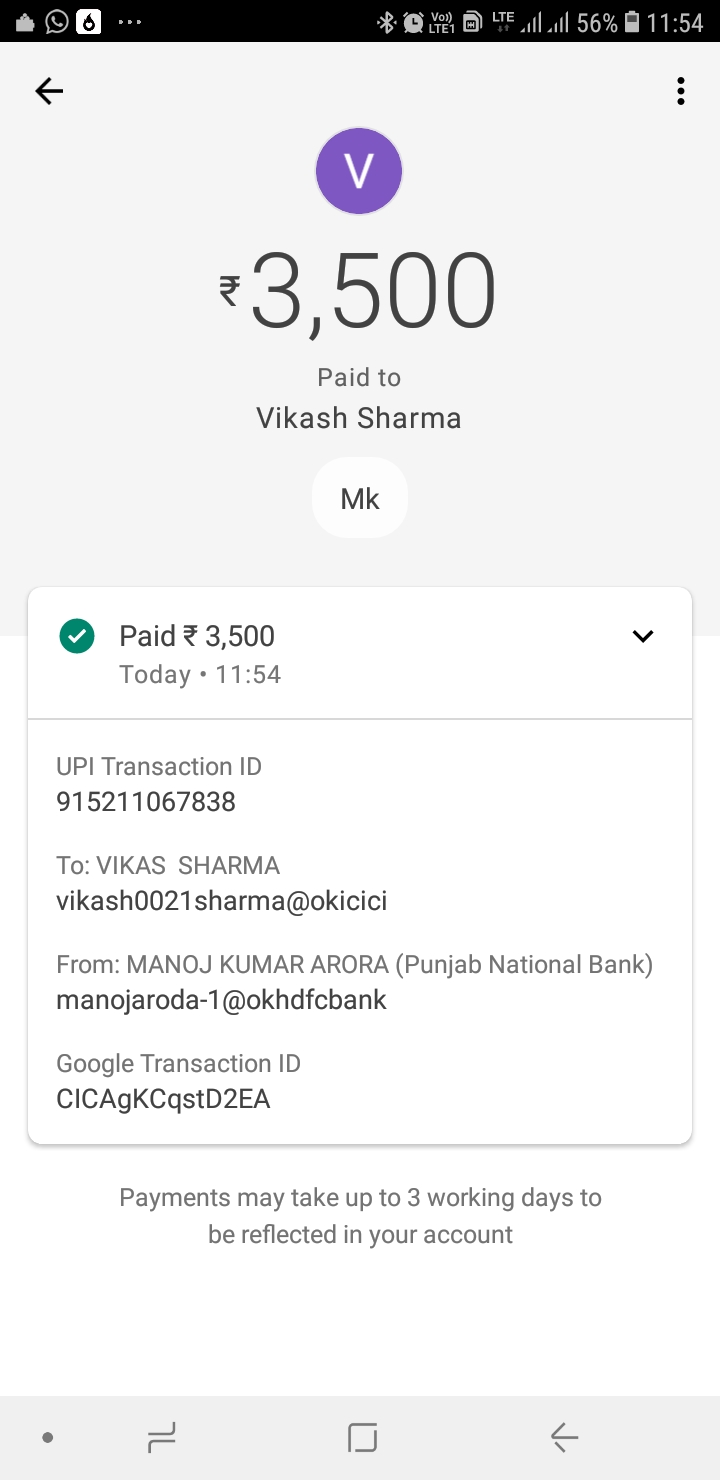 Vo)) LTE1 LTE 56% 11:54
V
₹3,500
Paid to
Vikash Sharma
Mk
Paid ₹ 3,500
Today • 11:54
UPI Transaction ID
915211067838
To: VIKAS  SHARMA
vikash0021sharma@okicici
From: MANOJ KUMAR ARORA (Punjab National Bank)
manojaroda-1@okhdfcbank
Google Transaction ID
CICAgKCqstD2EA
Payments may take up to 3 working days to
be reflected in your account